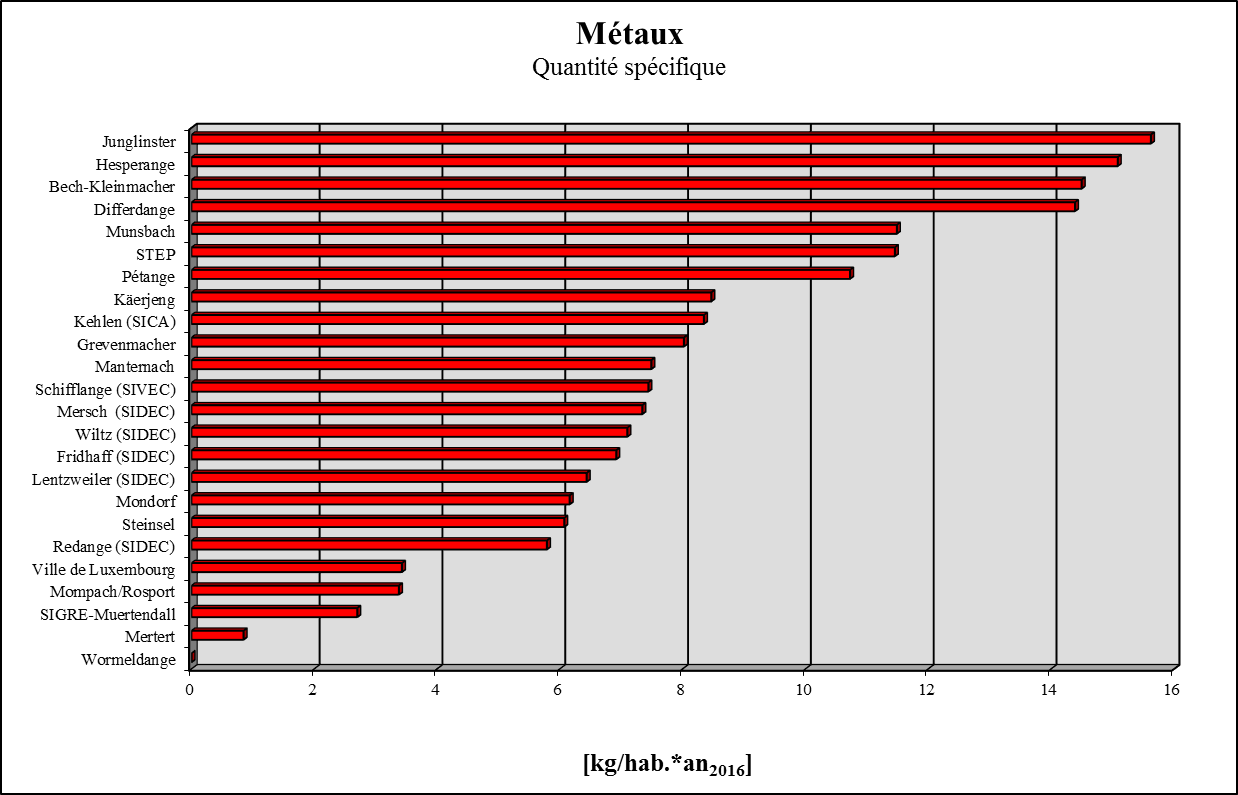 Métaux
Quantité spécifique
Junglinster
Hesperange
Bech-Kleinmacher
Differdange
Munsbach
STEP
Pétange
Käerjeng
Kehlen (SICA)
Grevenmacher
Manternach
Schifflange (SIVEC)
Mersch  (SIDEC)
Wiltz (SIDEC)
Fridhaff (SIDEC)
Lentzweiler (SIDEC)
Mondorf
Steinsel
Redange (SIDEC)
Ville de Luxembourg
Mompach/Rosport
SIGRE-Muertendall
Mertert
Wormeldange
0 2 4 6 8 10 12 14 16
[kg/hab.*an2016]